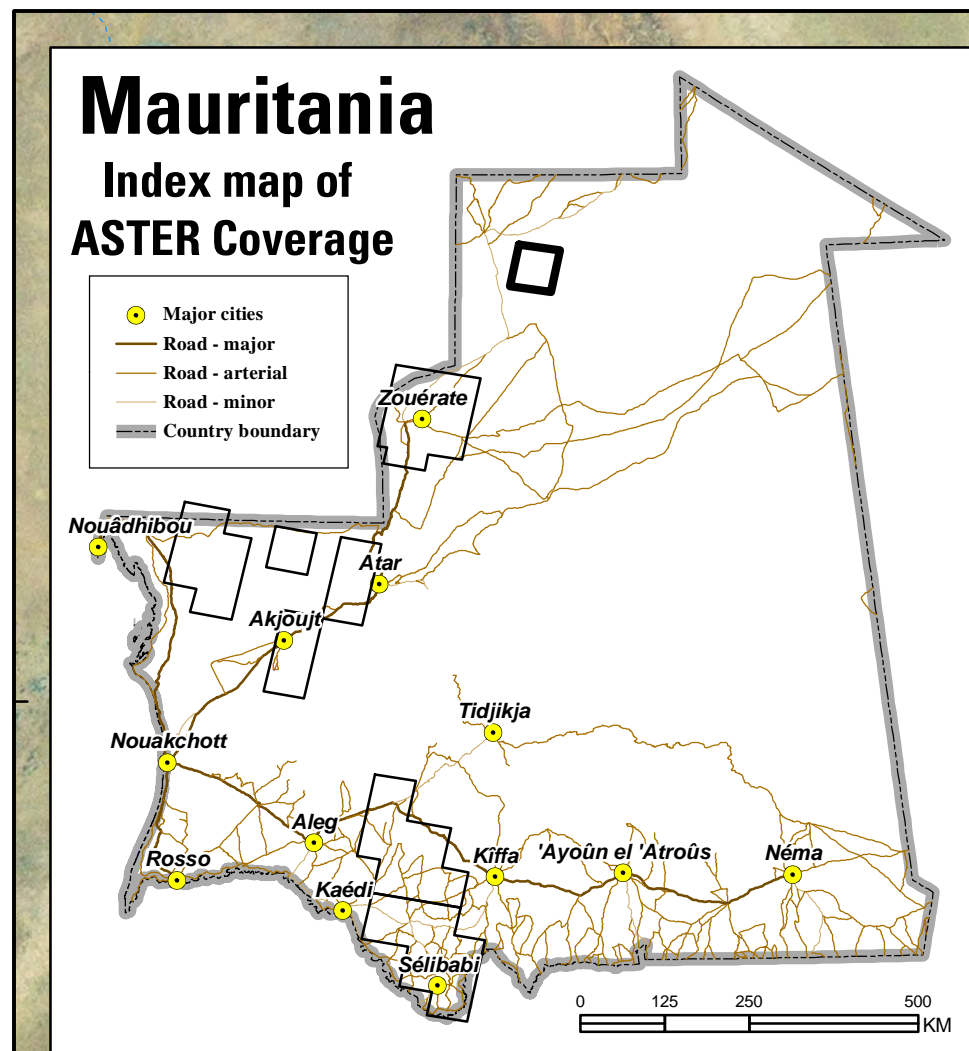 Mauritania
Index map of
ASTER Coverage
Major cities
Road - major
Road - arterial
Road - minor
Country boundary
Zouérate
Nouâdhibou
Atar
Akjoujt
Tidjikja
Nouakchott
Aleg
'Ayoûn el 'Atroûs
Néma
Rosso
Kîffa
Kaédi
Sélibabi
0 125 250 500
KM